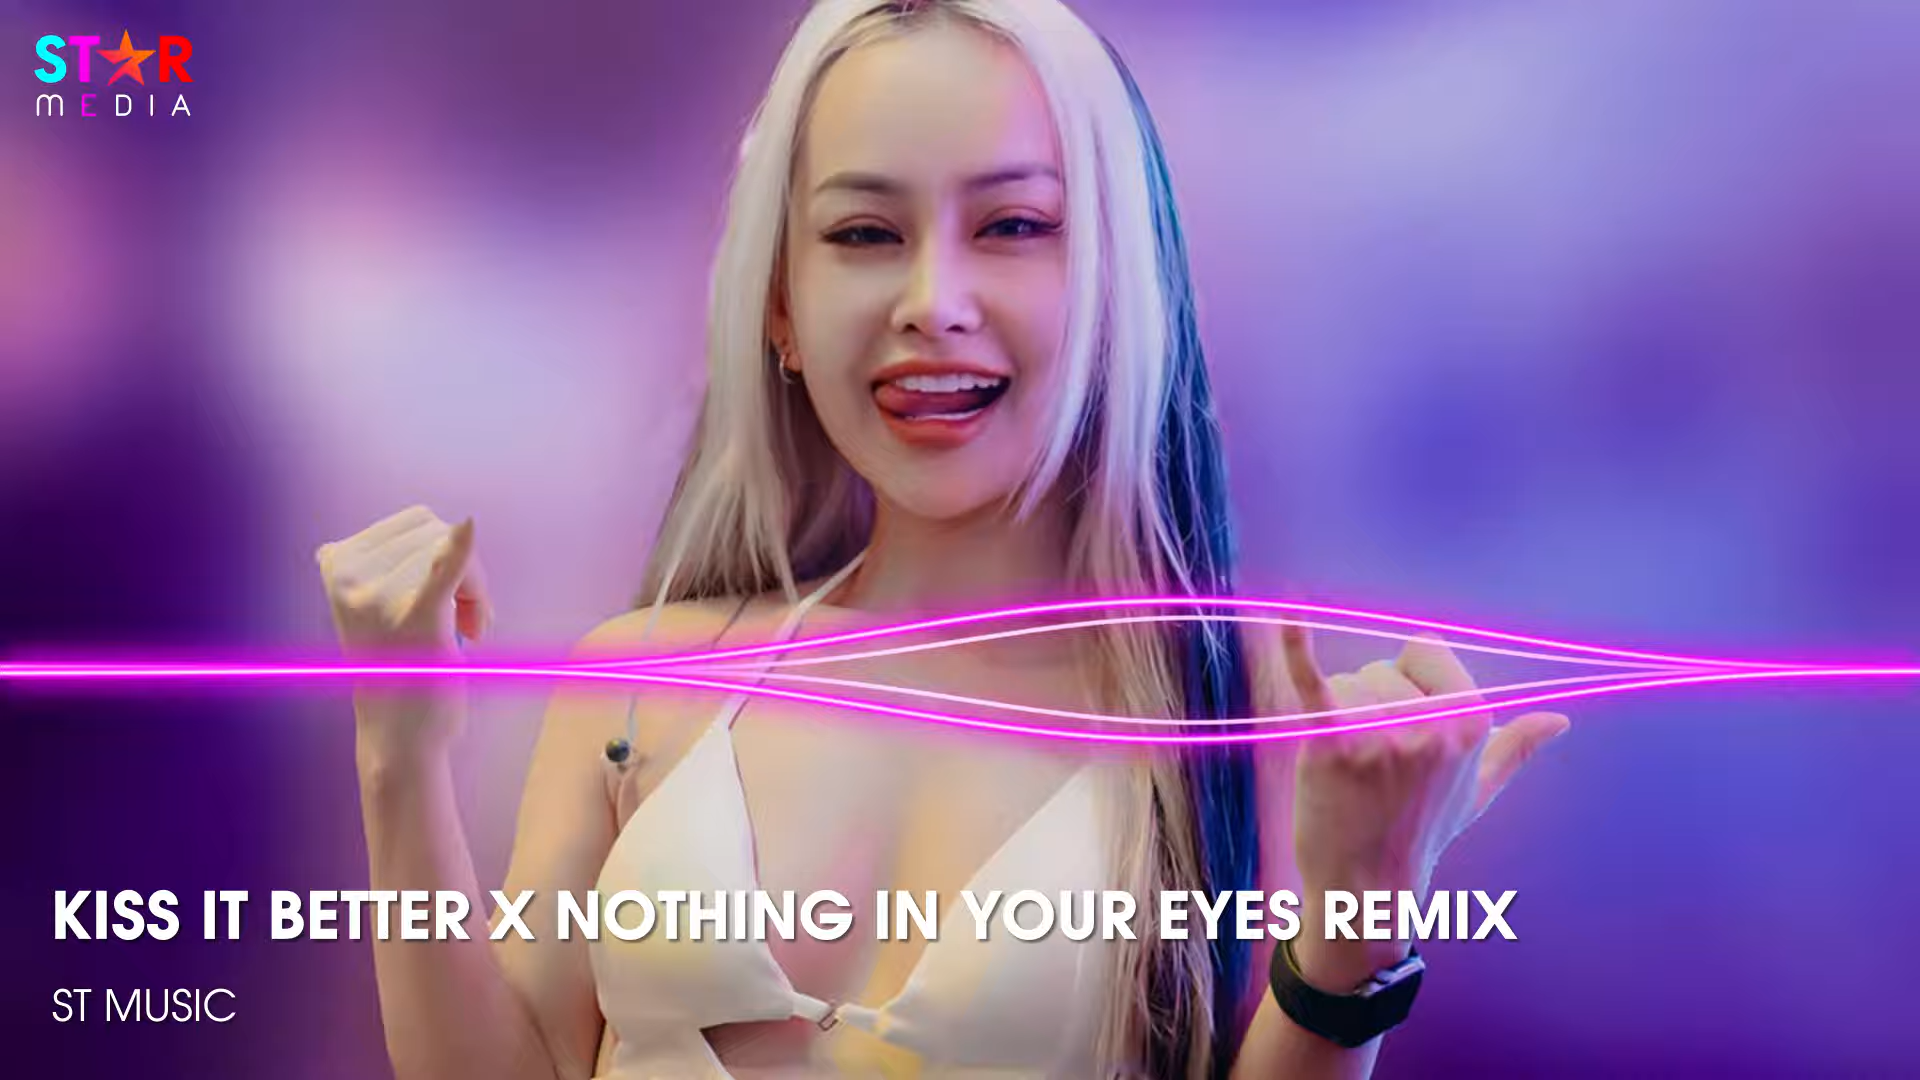 STAR
MEDIA
KISS IT BETTER X NOTHING IN YOUR EYES REMIX
ST MUSIC